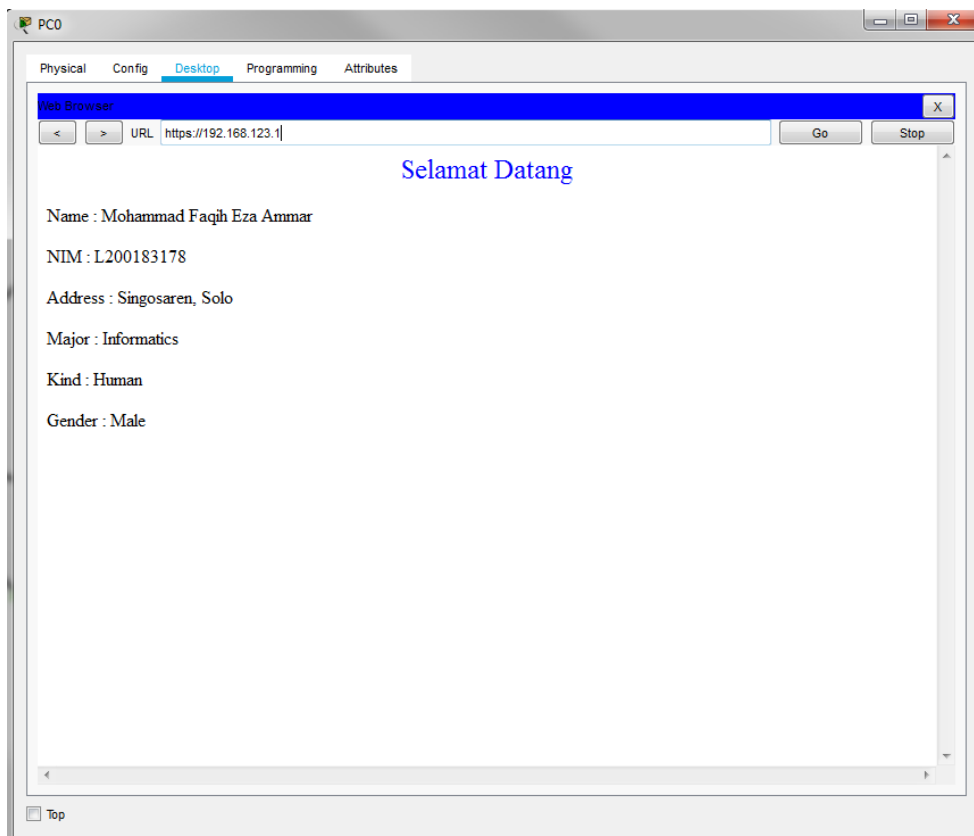 PC0
X
Physical Config Desktop Programming Attributes
Web Browser X
< > URL https://192.168.123.1 Go Stop
Selamat Datang
Name : Mohammad Faqih Eza Ammar
NIM : L200183178
Address : Singosaren, Solo
Major : Informatics
Kind : Human
Gender : Male
Top